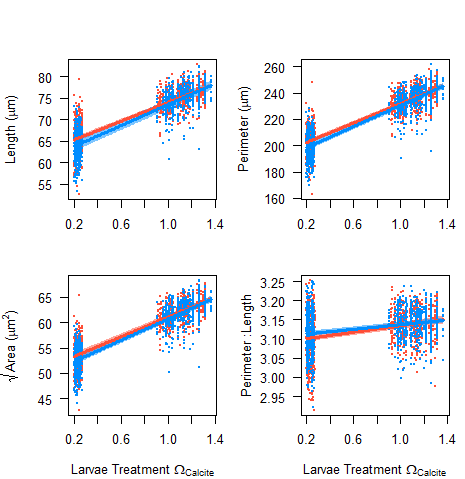 Length (μm)
80
75
70
65
60
55
0.2 0.6 1.0 1.4
Perimeter (μm)
260
240
220
200
180
160
0.2 0.6 1.0 1.4
√ Area (μm²)
65
60
55
50
45
0.2 0.6 1.0 1.4
Larvae Treatment Ω_Calcite
Perimeter :Length
3.25
3.20
3.15
3.10
3.05
3.00
2.95
0.2 0.6 1.0 1.4
Larvae Treatment Ω_Calcite